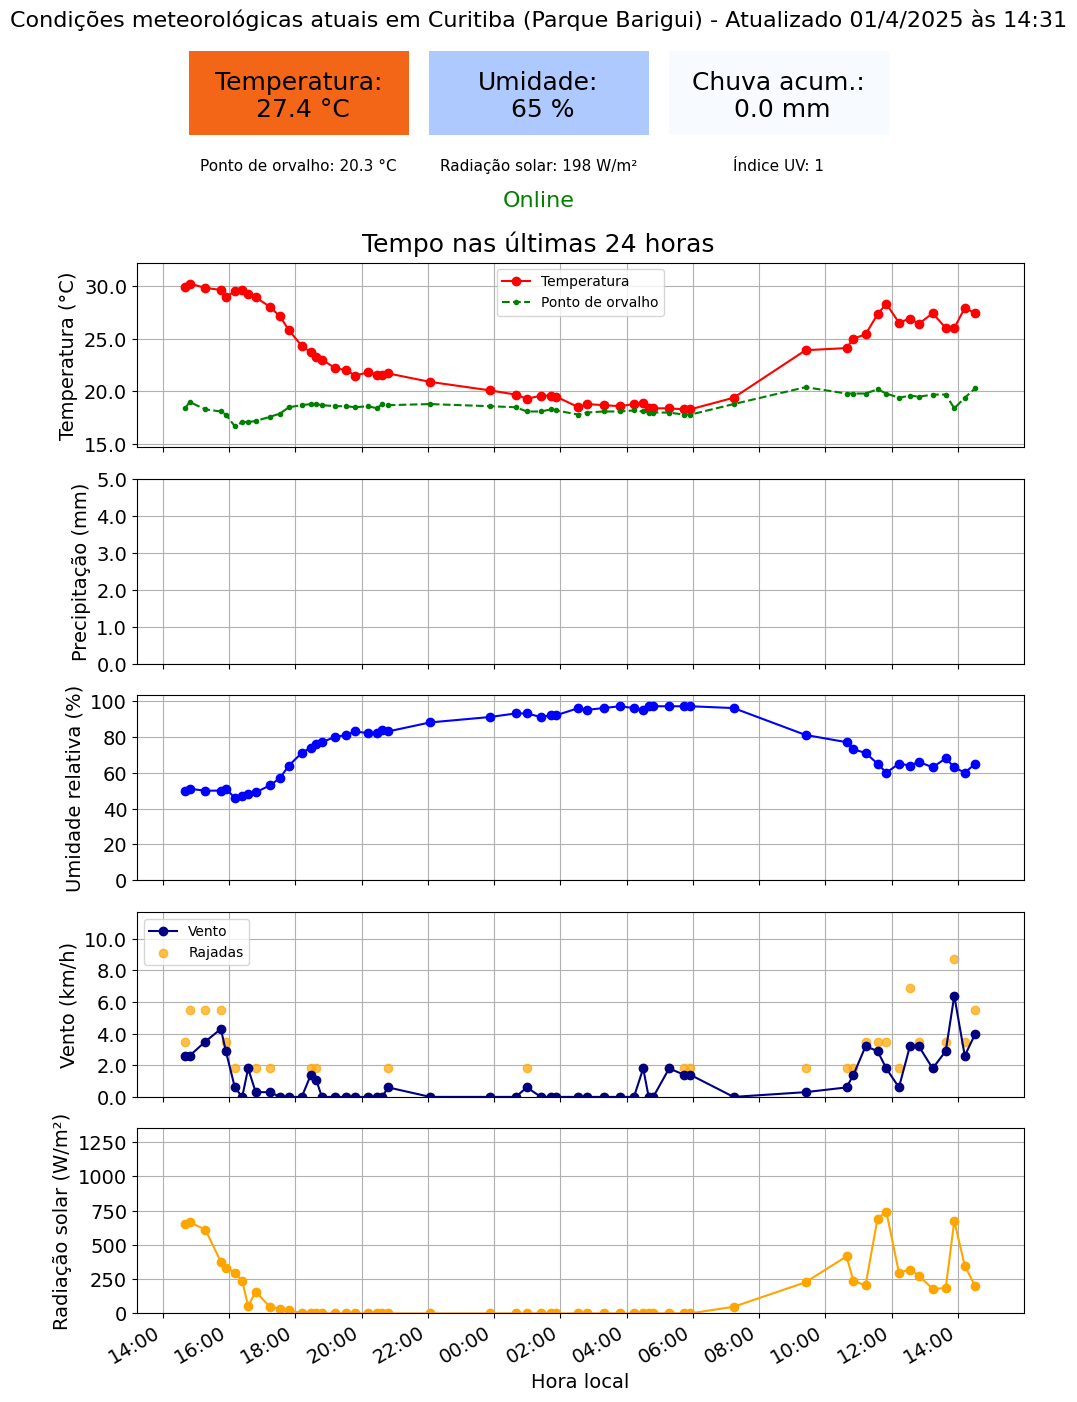 Condições meteorológicas atuais em Curitiba (Parque Barigui) - Atualizado 01/4/2025 às 14:31
Temperatura:
27.4 °C
Umidade:
65 %
Chuva acum.:
0.0 mm
Ponto de orvalho: 20.3 °C
Radiação solar: 198 W/m²
Índice UV: 1
Online
Tempo nas últimas 24 horas
Temperatura (°C)
30.0
25.0
20.0
15.0
Temperatura
Ponto de orvalho
Precipitação (mm)
5.0
4.0
3.0
2.0
1.0
0.0
Umidade relativa (%)
100
80
60
40
20
0
Vento (km/h)
10.0
8.0
6.0
4.0
2.0
0.0
Vento
Rajadas
Radiação solar (W/m²)
1250
1000
750
500
250
0
14:00
16:00
18:00
20:00
22:00
00:00
02:00
04:00
06:00
08:00
10:00
12:00
14:00
Hora local